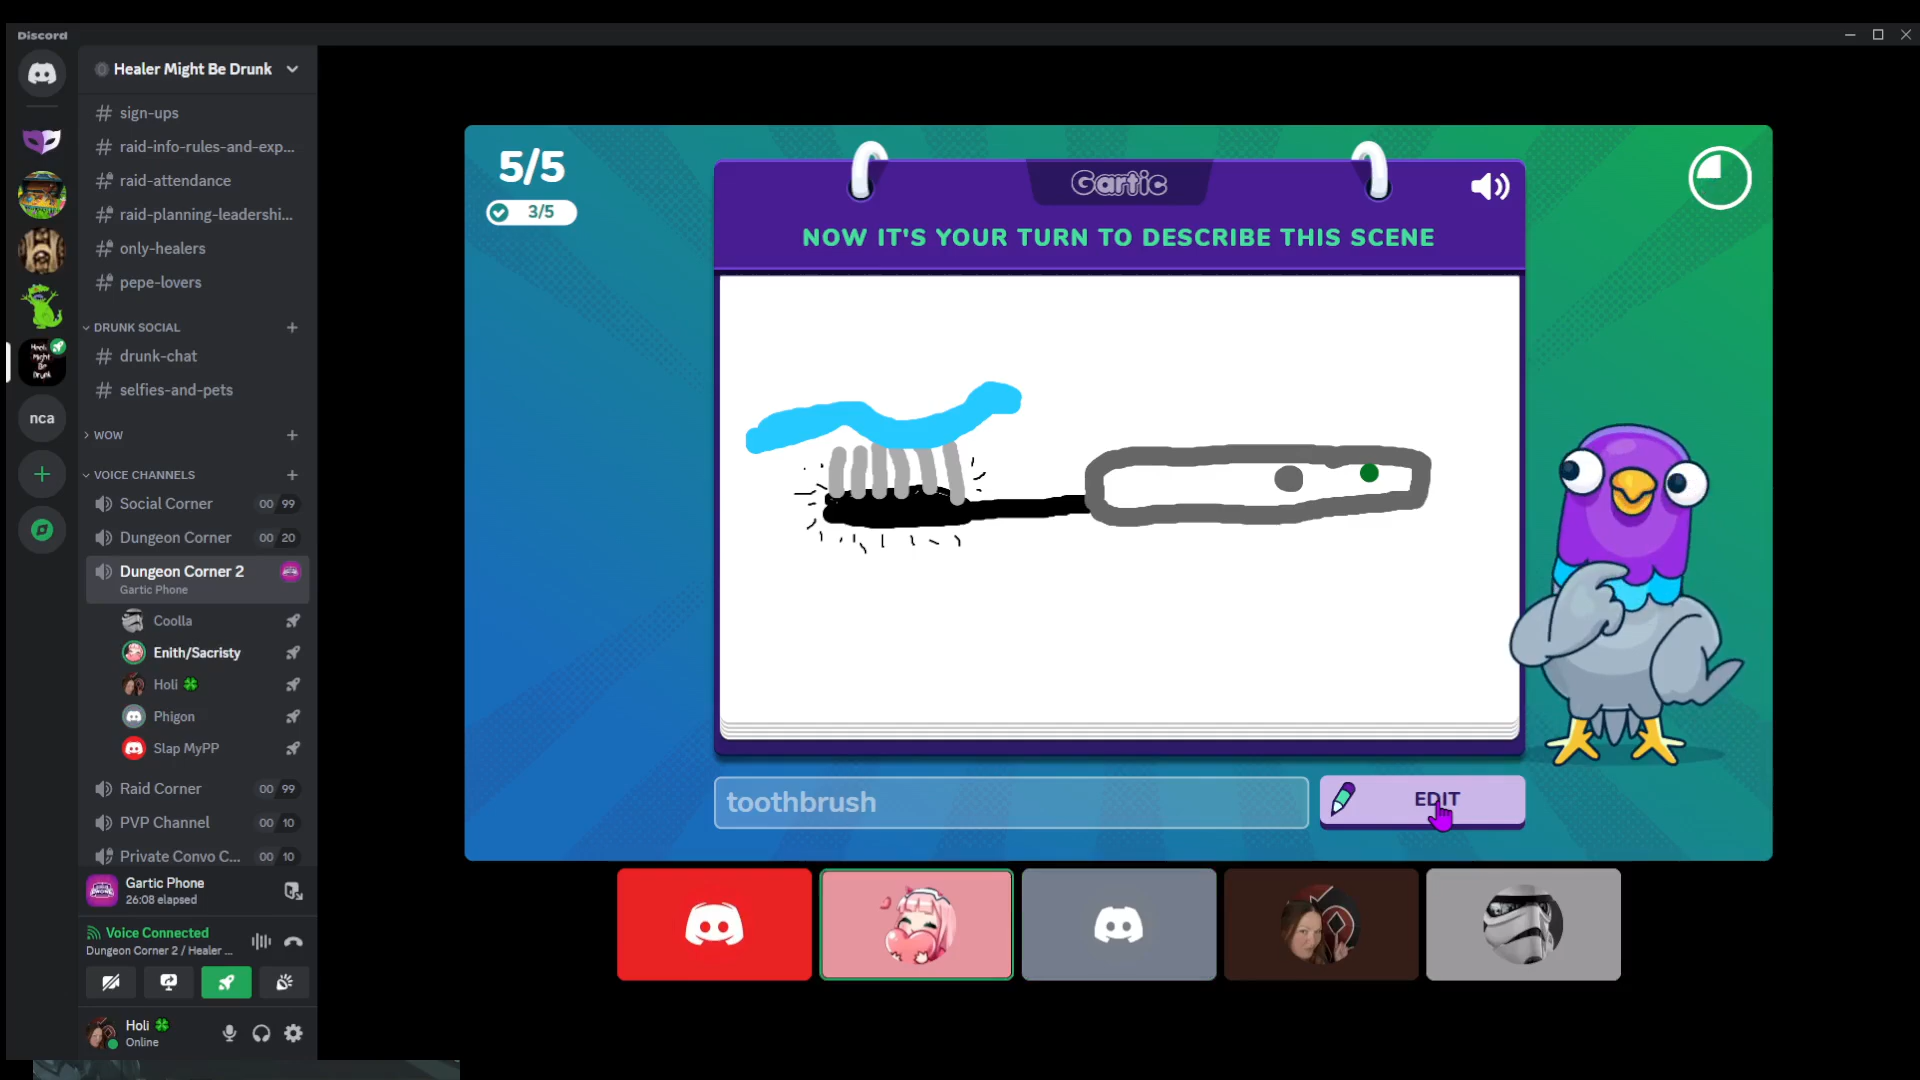 Discord
Healer Might Be Drunk
sign-ups
raid-info-rules-and-exp...
raid-attendance
raid-planning-leadershi...
only-healers
pepe-lovers
DRUNK SOCIAL
drunk-chat
selfies-and-pets
nca
WOW
VOICE CHANNELS
Social Corner 00 99
Dungeon Corner 00 20
Dungeon Corner 2
Gartic Phone
Coolla
Enith/Sacristy
Holi
Phigon
Slap MyPP
Raid Corner 00 99
PVP Channel 00 10
Private Convo C... 00 10
Gartic Phone
26:08 elapsed
Voice Connected
Dungeon Corner 2 / Healer ...
Holi
Online
5/5
3/5
Gartic
NOW IT'S YOUR TURN TO DESCRIBE THIS SCENE
toothbrush
EDIT